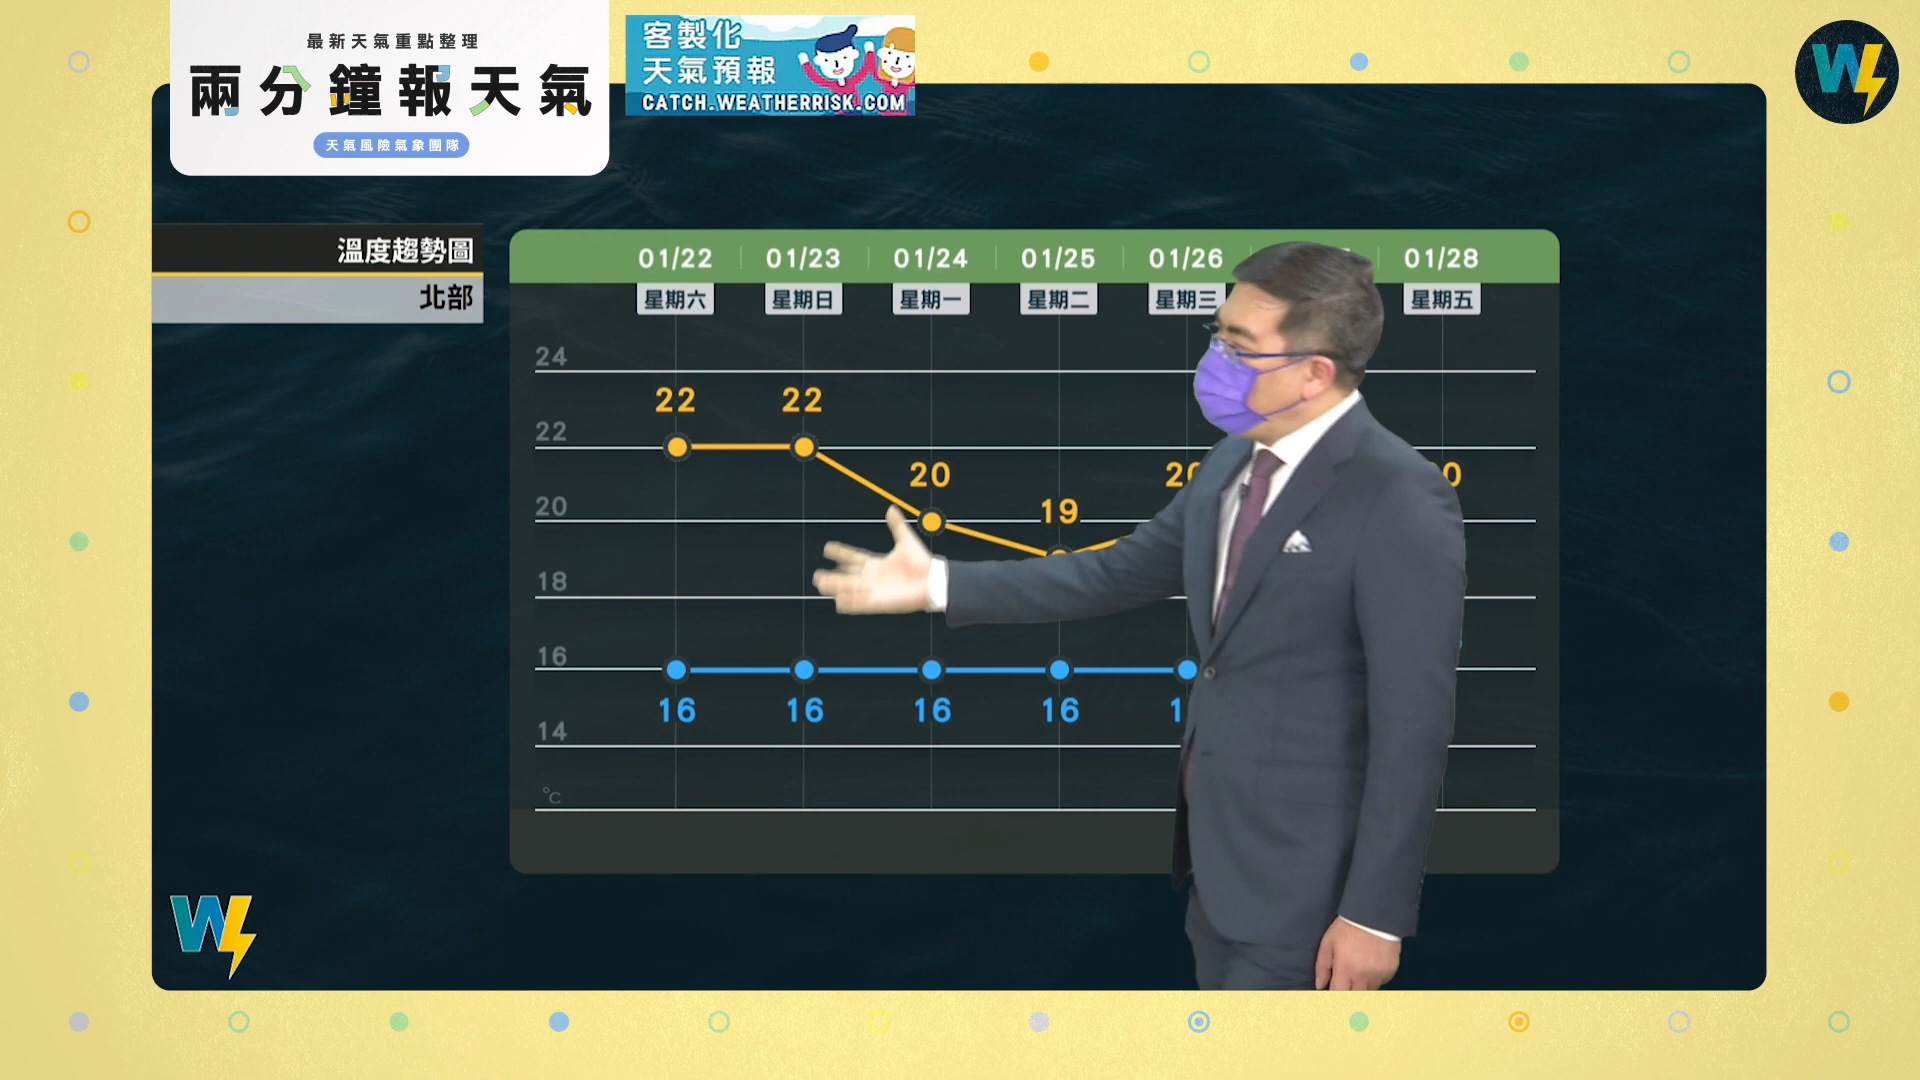 最新天氣重點整理
兩分鐘報天氣
天氣風險氣象團隊
客製化
天氣預報
CATCH.WEATHERRISK.COM
溫度趨勢圖
北部
01/22 01/23 01/24 01/25 01/26 01/28
星期六 星期日 星期一 星期二 星期三 星期五
24
22 22
22
20 20
20
19
18
16
16 16 16 16
14
°C